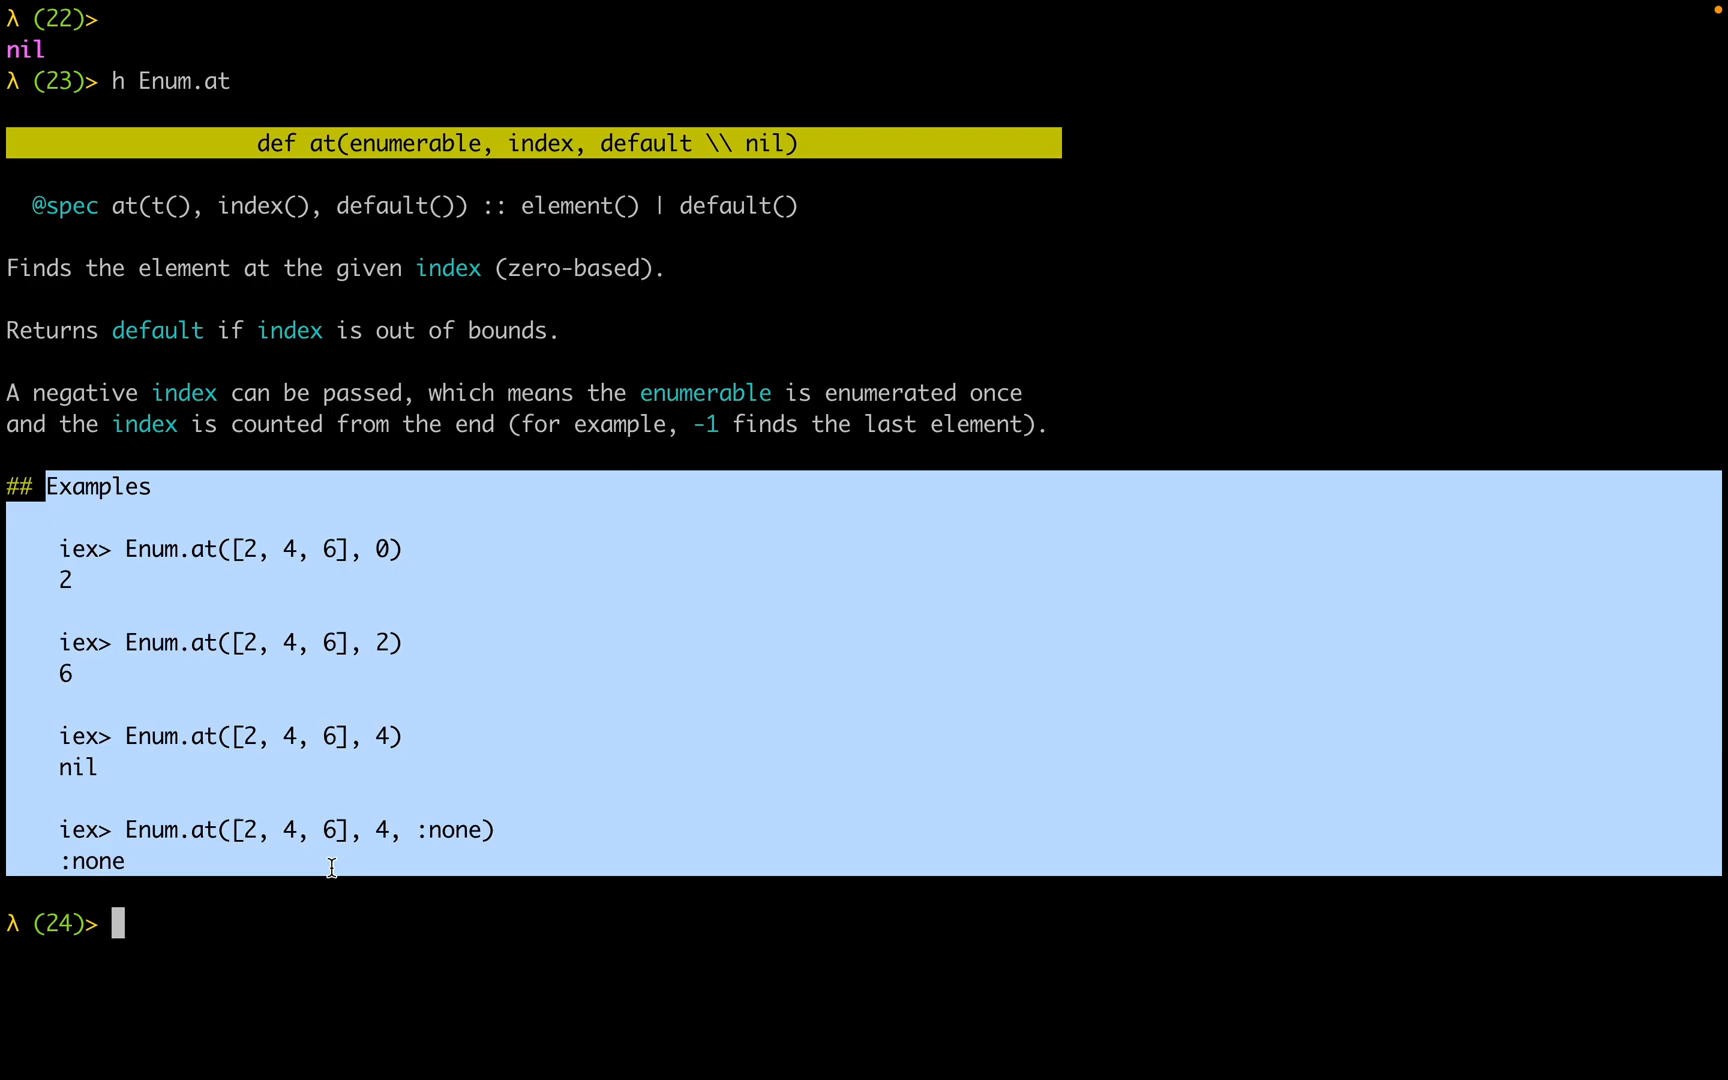 λ (22)>
nil
λ (23)> h Enum.at
def at(enumerable, index, default \\ nil)
@spec at(t(), index(), default()) :: element() | default()
Finds the element at the given index (zero-based).
Returns default if index is out of bounds.
A negative index can be passed, which means the enumerable is enumerated once
and the index is counted from the end (for example, -1 finds the last element).
## Examples
iex> Enum.at([2, 4, 6], 0)
2
iex> Enum.at([2, 4, 6], 2)
6
iex> Enum.at([2, 4, 6], 4)
nil
iex> Enum.at([2, 4, 6], 4, :none)
:none
λ (24)>